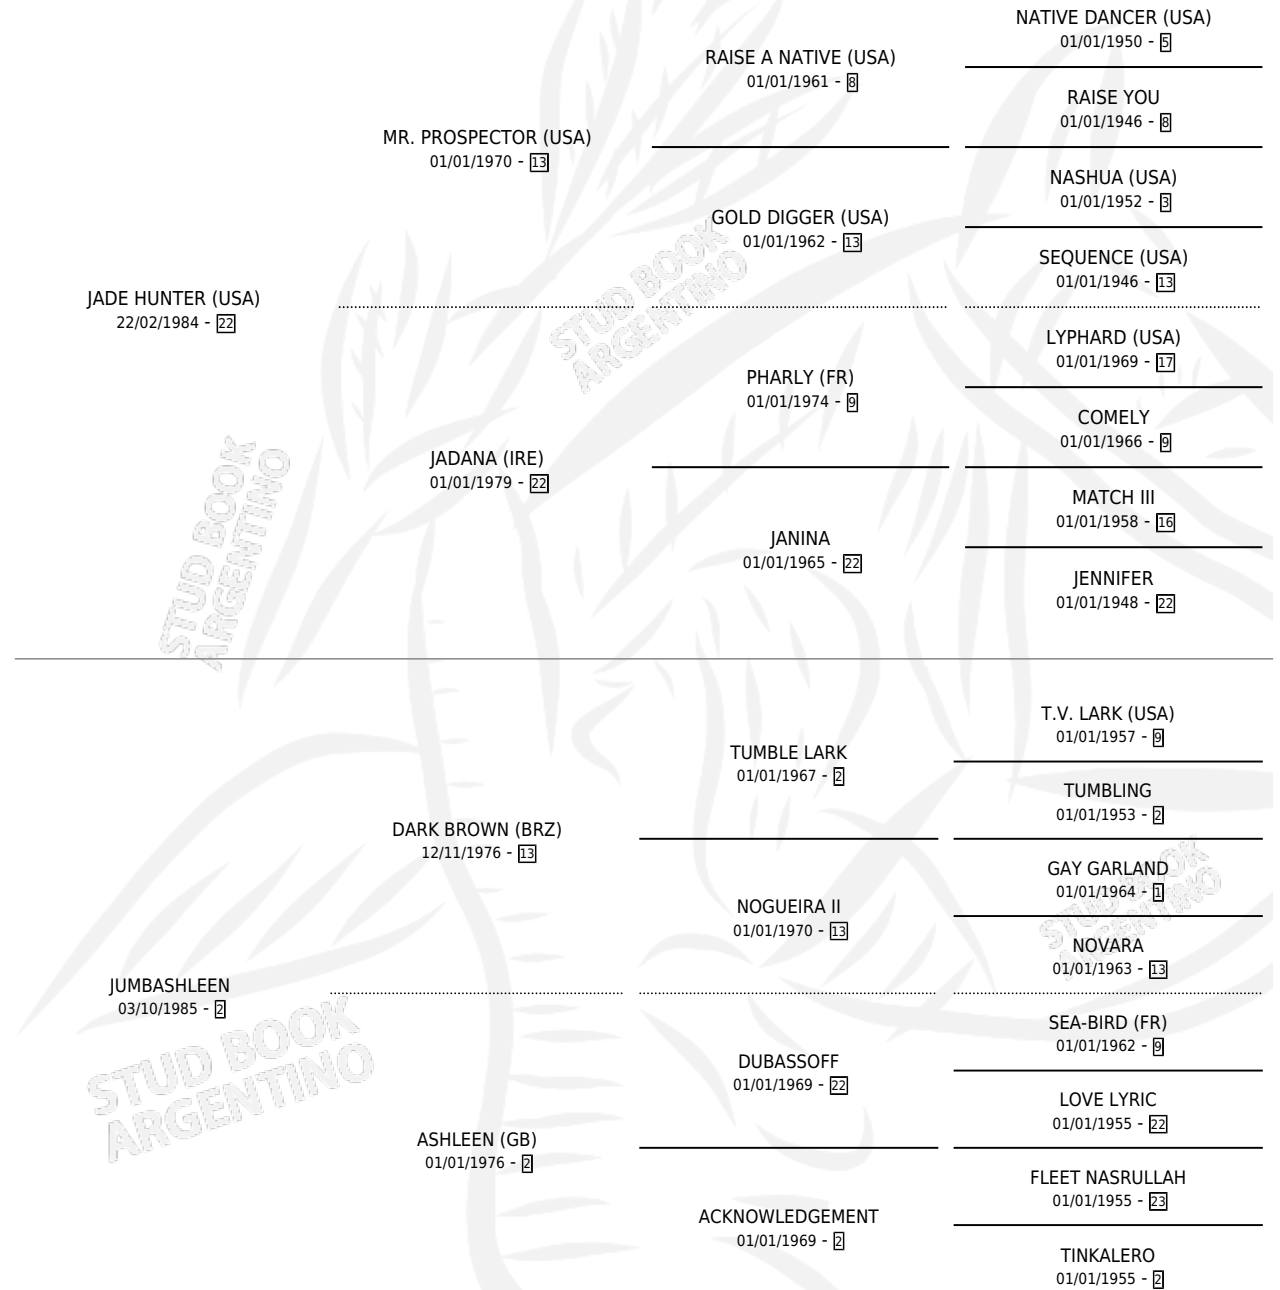 NATIVE DANCER (USA)
01/01/1950 - 5
RAISE A NATIVE (USA)
01/01/1961 - 8
RAISE YOU
01/01/1946 - 8
MR. PROSPECTOR (USA)
01/01/1970 - 13
NASHUA (USA)
01/01/1952 - 3
GOLD DIGGER (USA)
01/01/1962 - 13
SEQUENCE (USA)
01/01/1946 - 13
JADE HUNTER (USA)
22/02/1984 - 22
STUD BOOK
ARGENTINO
LYPHARD (USA)
01/01/1969 - 17
PHARLY (FR)
01/01/1974 - 9
COMELY
01/01/1966 - 9
JADANA (IRE)
01/01/1979 - 22
MATCH III
01/01/1958 - 16
JANINA
01/01/1965 - 22
JENNIFER
01/01/1948 - 22
STUD BOOK
ARGENTINO
T.V. LARK (USA)
01/01/1957 - 9
TUMBLE LARK
01/01/1967 - 2
TUMBLING
01/01/1953 - 2
DARK BROWN (BRZ)
12/11/1976 - 13
GAY GARLAND
01/01/1964 - 1
NOGUEIRA II
01/01/1970 - 13
NOVARA
01/01/1963 - 13
STUD BOOK
ARGENTINO
JUMBASHLEEN
03/10/1985 - 2
SEA-BIRD (FR)
01/01/1962 - 9
DUBASSOFF
01/01/1969 - 22
LOVE LYRIC
01/01/1955 - 22
STUD BOOK
ARGENTINO
ASHLEEN (GB)
01/01/1976 - 2
FLEET NASRULLAH
01/01/1955 - 23
ACKNOWLEDGEMENT
01/01/1969 - 2
TINKALERO
01/01/1955 - 2